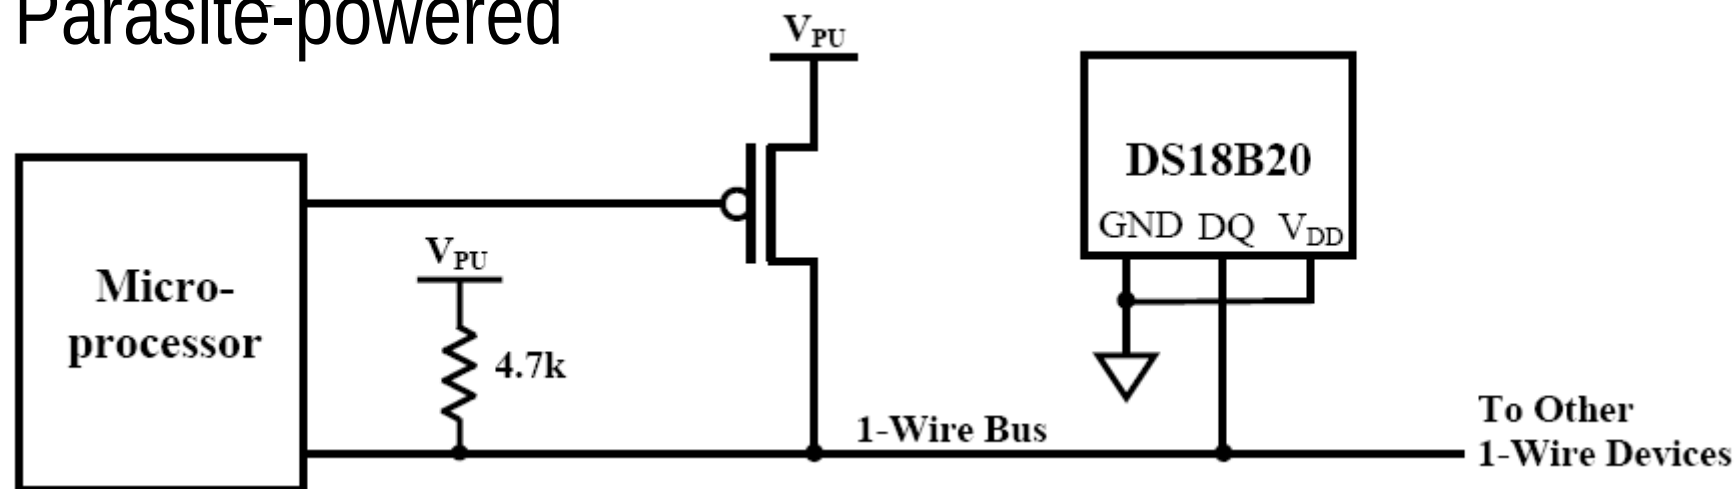 Parasite-powered
VPU
DS18B20
GND DQ VDD
VPU
Micro-
processor
4.7k
1-Wire Bus
To Other
1-Wire Devices